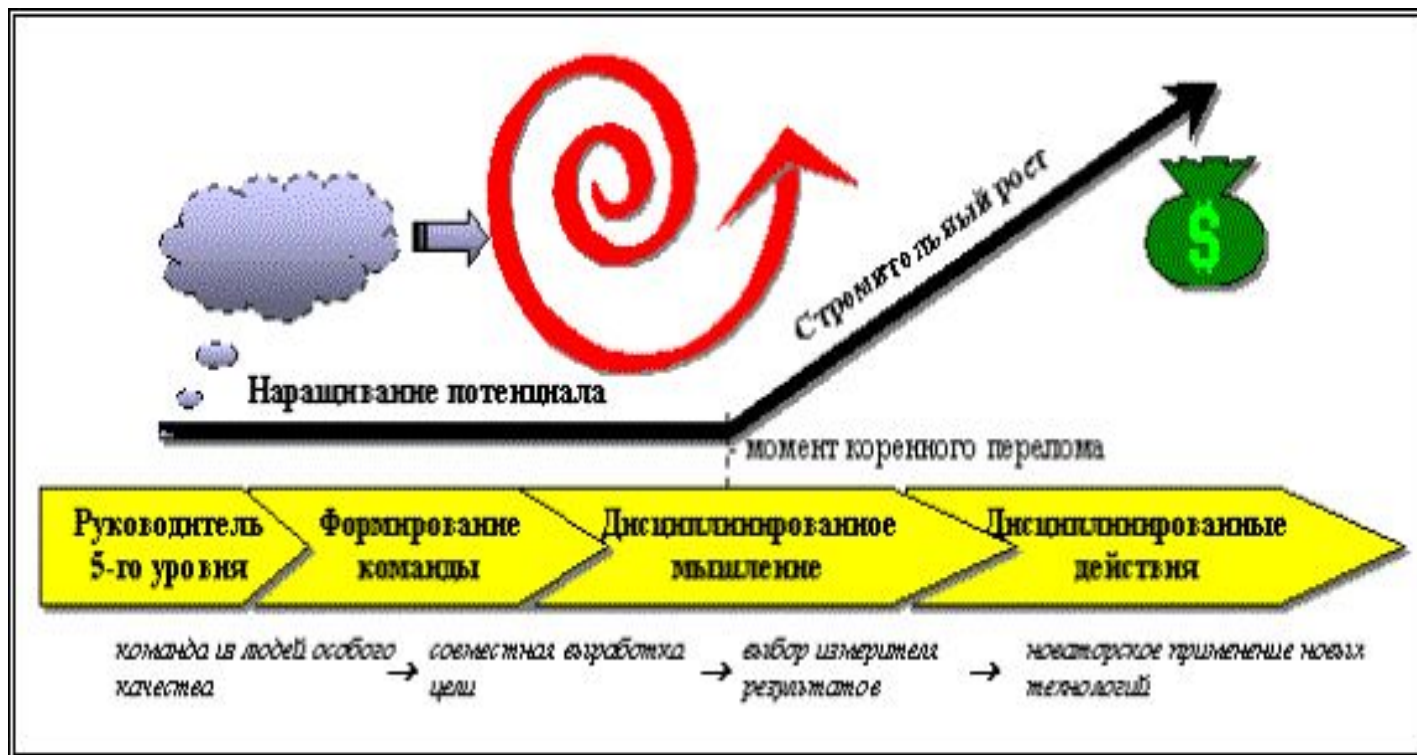 Стромитольный рост
$
Наращивание потенциала
момент коренного перелома
Руководитель
5-го уровня
Формирование
команды
Дисциплинированное
мышление
Дисциплинированные
действия
команда из людей особого
качества
→ совместная выработка
цели
→ выбор измерителя
результатов
→ новаторское применение новых
технологий